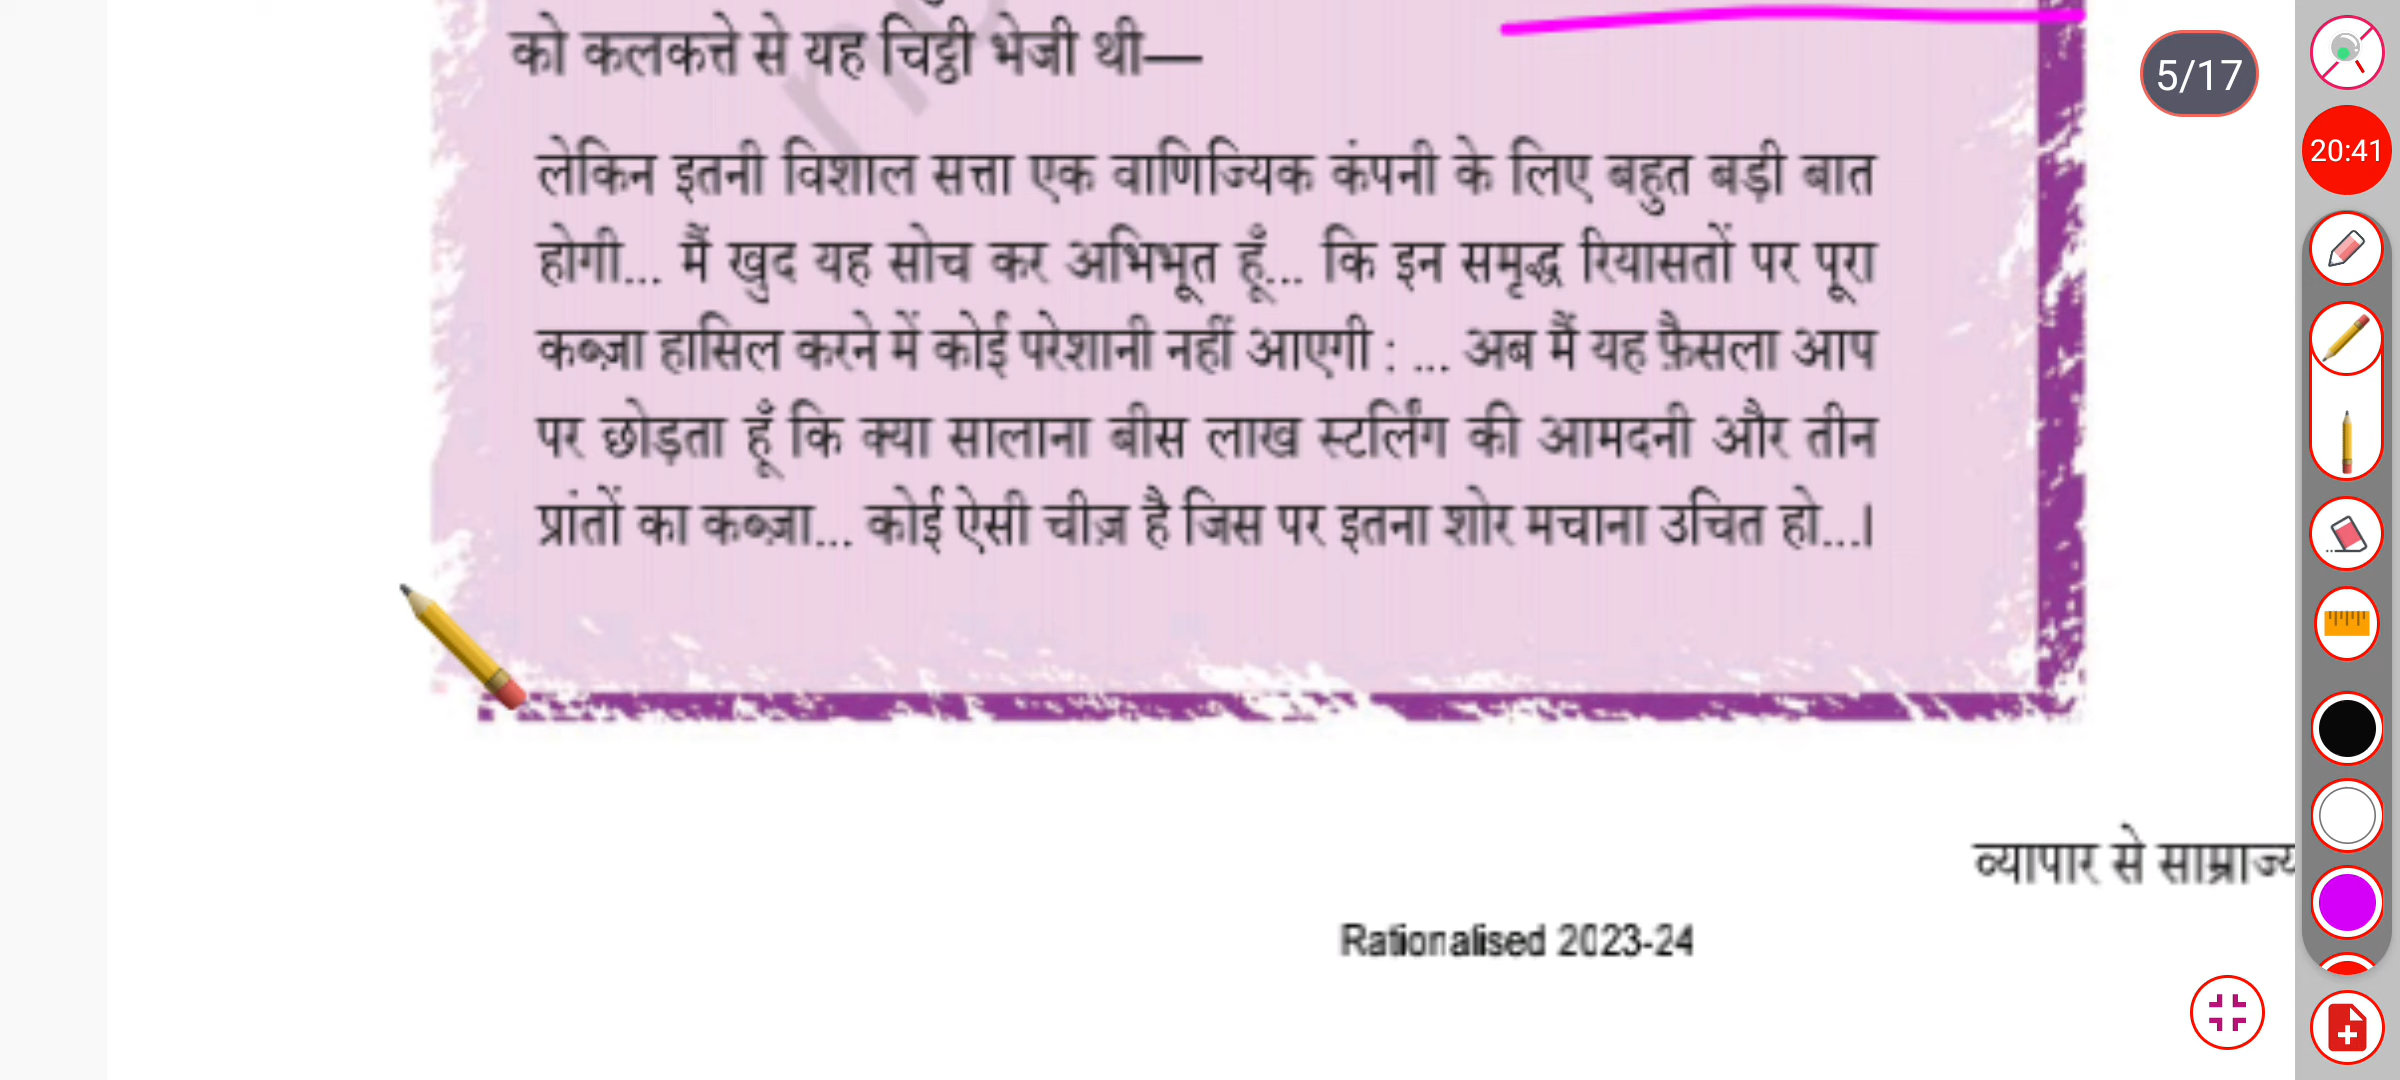 को कलकत्ते से यह चिट्ठी भेजी थी—
लेकिन इतनी विशाल सत्ता एक वाणिज्यिक कंपनी के लिए बहुत बड़ी बात
होगी... मैं खुद यह सोच कर अभिभूत हूँ... कि इन समृद्ध रियासतों पर पूरा
कब्ज़ा हासिल करने में कोई परेशानी नहीं आएगी : ... अब मैं यह फ़ैसला आप
पर छोड़ता हूँ कि क्या सालाना बीस लाख स्टर्लिंग की आमदनी और तीन
प्रांतों का कब्ज़ा... कोई ऐसी चीज़ है जिस पर इतना शोर मचाना उचित हो...।
व्यापार से साम्राज्य
Rationalised 2023-24
5/17
20:41